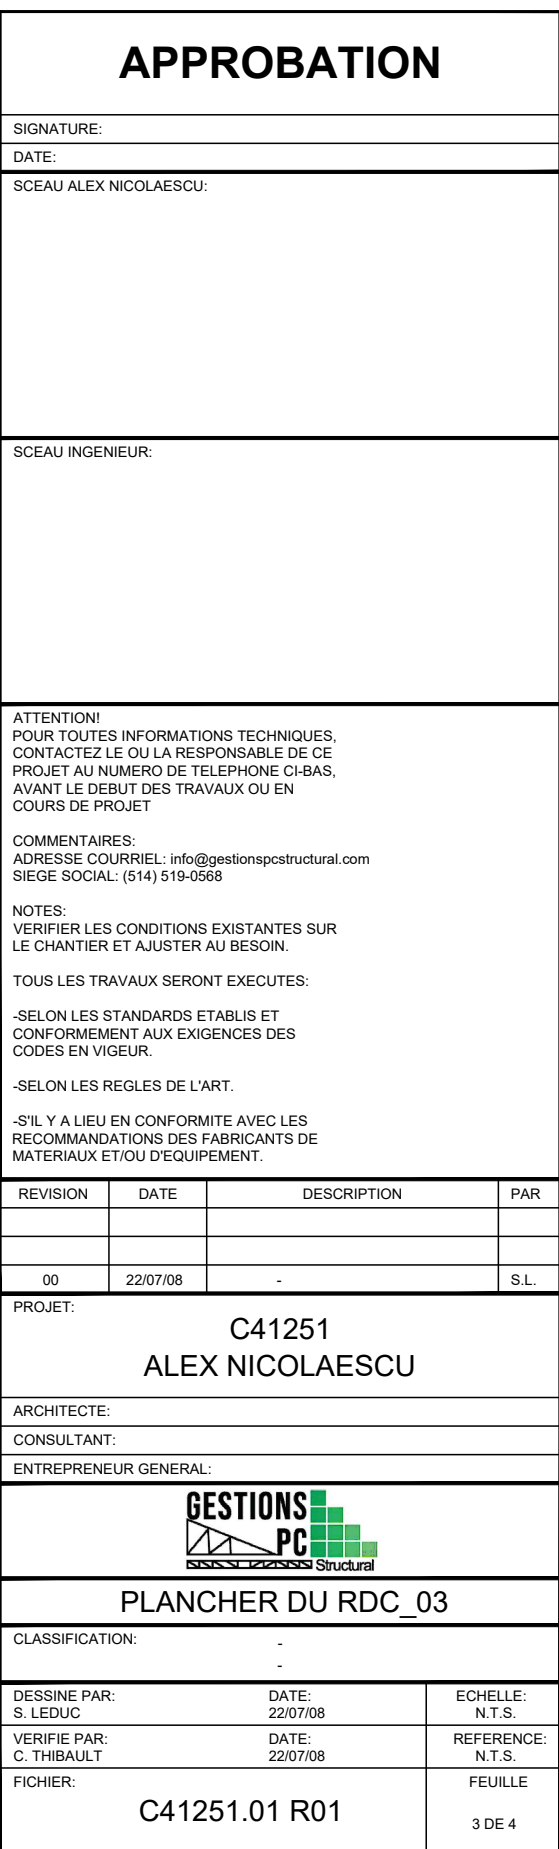 APPROBATION
SIGNATURE:
DATE:
SCEAU ALEX NICOLAESCU:
SCEAU INGENIEUR:
ATTENTION!
POUR TOUTES INFORMATIONS TECHNIQUES,
CONTACTEZ LE OU LA RESPONSABLE DE CE
PROJET AU NUMERO DE TELEPHONE CI-BAS,
AVANT LE DEBUT DES TRAVAUX OU EN
COURS DE PROJET
COMMENTAIRES:
ADRESSE COURRIEL: info@gestionspcstructural.com
SIEGE SOCIAL: (514) 519-0568
NOTES:
VERIFIER LES CONDITIONS EXISTANTES SUR
LE CHANTIER ET AJUSTER AU BESOIN.
TOUS LES TRAVAUX SERONT EXECUTES:
-SELON LES STANDARDS ETABLIS ET
CONFORMEMENT AUX EXIGENCES DES
CODES EN VIGEUR.
-SELON LES REGLES DE L'ART.
-S'IL Y A LIEU EN CONFORMITE AVEC LES
RECOMMANDATIONS DES FABRICANTS DE
MATERIAUX ET/OU D'EQUIPEMENT.
REVISION DATE DESCRIPTION PAR
00 22/07/08 - S.L.
PROJET:
C41251
ALEX NICOLAESCU
ARCHITECTE:
CONSULTANT:
ENTREPRENEUR GENERAL:
GESTIONS
PC
Structural
PLANCHER DU RDC_03
CLASSIFICATION: -
-
DESSINE PAR: DATE: ECHELLE:
S. LEDUC 22/07/08 N.T.S.
VERIFIE PAR: DATE: REFERENCE:
C. THIBAULT 22/07/08 N.T.S.
FICHIER: FEUILLE
C41251.01 R01 3 DE 4